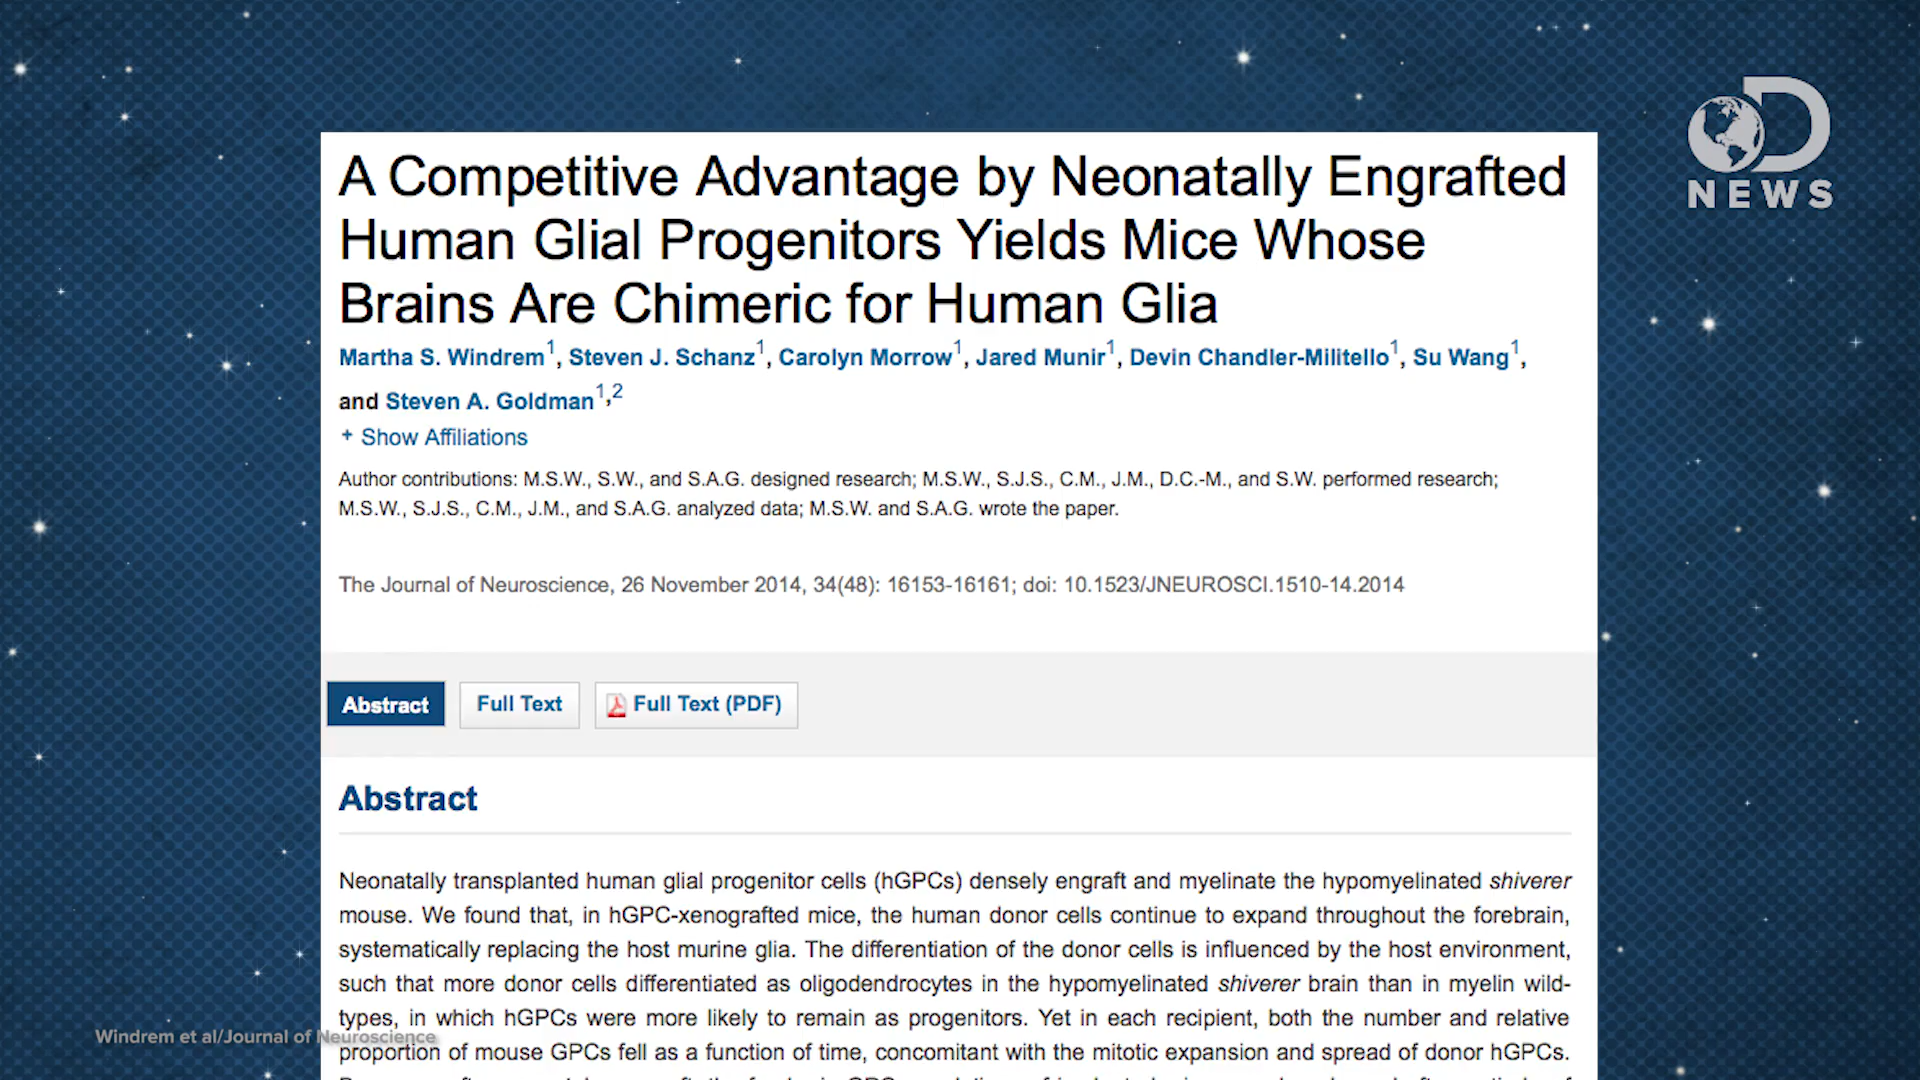 D
NEWS
A Competitive Advantage by Neonatally Engrafted
Human Glial Progenitors Yields Mice Whose
Brains Are Chimeric for Human Glia
Martha S. Windrem1, Steven J. Schanz1, Carolyn Morrow1, Jared Munir1, Devin Chandler-Militello1, Su Wang1,
and Steven A. Goldman1,2
+ Show Affiliations
Author contributions: M.S.W., S.W., and S.A.G. designed research; M.S.W., S.J.S., C.M., J.M., D.C.-M., and S.W. performed research;
M.S.W., S.J.S., C.M., J.M., and S.A.G. analyzed data; M.S.W. and S.A.G. wrote the paper.
The Journal of Neuroscience, 26 November 2014, 34(48): 16153-16161; doi: 10.1523/JNEUROSCI.1510-14.2014
Abstract Full Text Full Text (PDF)
Abstract
Neonatally transplanted human glial progenitor cells (hGPCs) densely engraft and myelinate the hypomyelinated shiverer
mouse. We found that, in hGPC-xenografted mice, the human donor cells continue to expand throughout the forebrain,
systematically replacing the host murine glia. The differentiation of the donor cells is influenced by the host environment,
such that more donor cells differentiated as oligodendrocytes in the hypomyelinated shiverer brain than in myelin wild-
types, in which hGPCs were more likely to remain as progenitors. Yet in each recipient, both the number and relative
proportion of mouse GPCs fell as a function of time, concomitant with the mitotic expansion and spread of donor hGPCs.
Windrem et al/Journal of Neuroscience